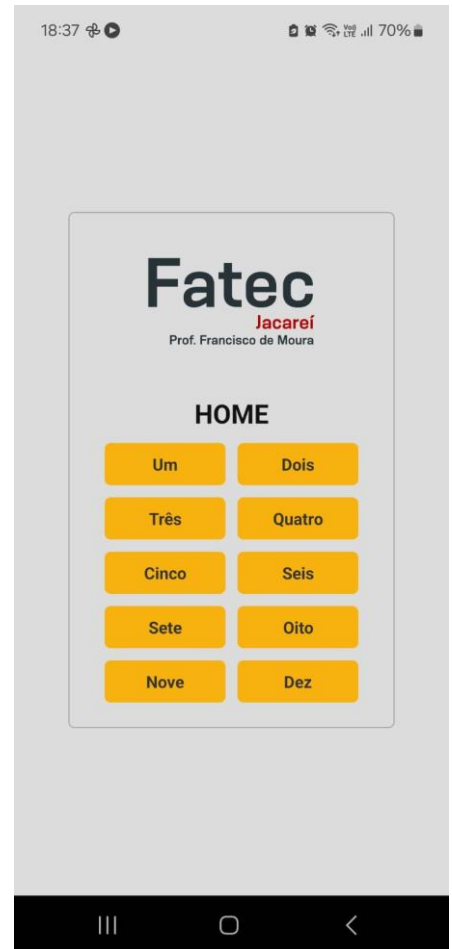 18:37 70%
Fatec
Jacareí
Prof. Francisco de Moura
HOME
Um Dois
Três Quatro
Cinco Seis
Sete Oito
Nove Dez